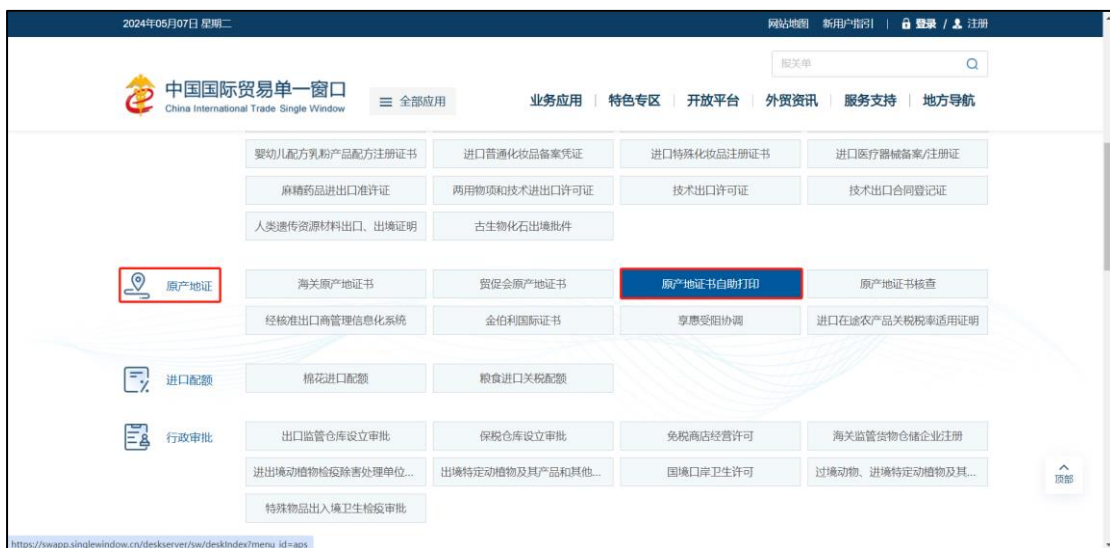 2024年05月07日 星期二
网站地图 新用户指引 | 登录 / 注册
报关单
中国国际贸易单一窗口
China International Trade Single Window
全部应用
业务应用 | 特色专区 | 开放平台 | 外贸资讯 | 服务支持 | 地方导航
婴幼儿配方乳粉产品配方注册证书 进口普通化妆品备案凭证 进口特殊化妆品注册证书 进口医疗器械备案/注册证
麻精药品进出口准许证 两用物项和技术进出口许可证 技术出口许可证 技术出口合同登记证
人类遗传资源材料出口、出境证明 古生物化石出境批件
原产地证 海关原产地证书 贸促会原产地证书 原产地证书自助打印 原产地证书核查
经核准出口商管理信息化系统 金伯利国际证书 享惠受阻协调 进口在途农产品关税税率适用证明
进口配额 棉花进口配额 粮食进口关税配额
行政审批 出口监管仓库设立审批 保税仓库设立审批 免税商店经营许可 海关监管货物仓储企业注册
进出境动植物检疫除害处理单位... 出境特定动植物及其产品和其他... 国境口岸卫生许可 过境动物、进境特定动植物及其...
顶部
特殊物品出入境卫生检疫审批
https://swapp.singlewindow.cn/deskserver/sw/deskIndex?menu_id=aps